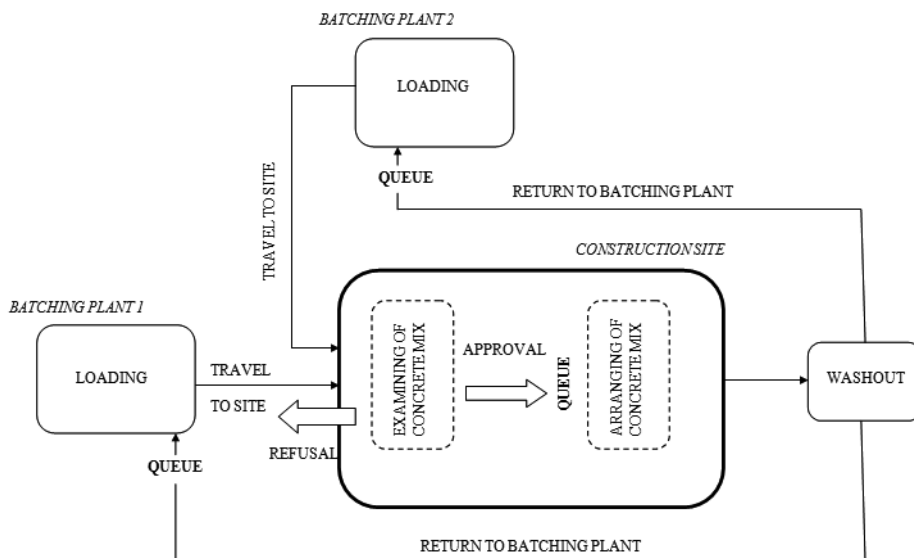 BATCHING PLANT 2
LOADING
QUEUE
RETURN TO BATCHING PLANT
TRAVEL TO SITE
CONSTRUCTION SITE
BATCHING PLANT 1
LOADING
TRAVEL
TO SITE
REFUSAL
EXAMINING OF
CONCRETE MIX
APPROVAL
QUEUE
ARRANGING OF
CONCRETE MIX
WASHOUT
QUEUE
RETURN TO BATCHING PLANT